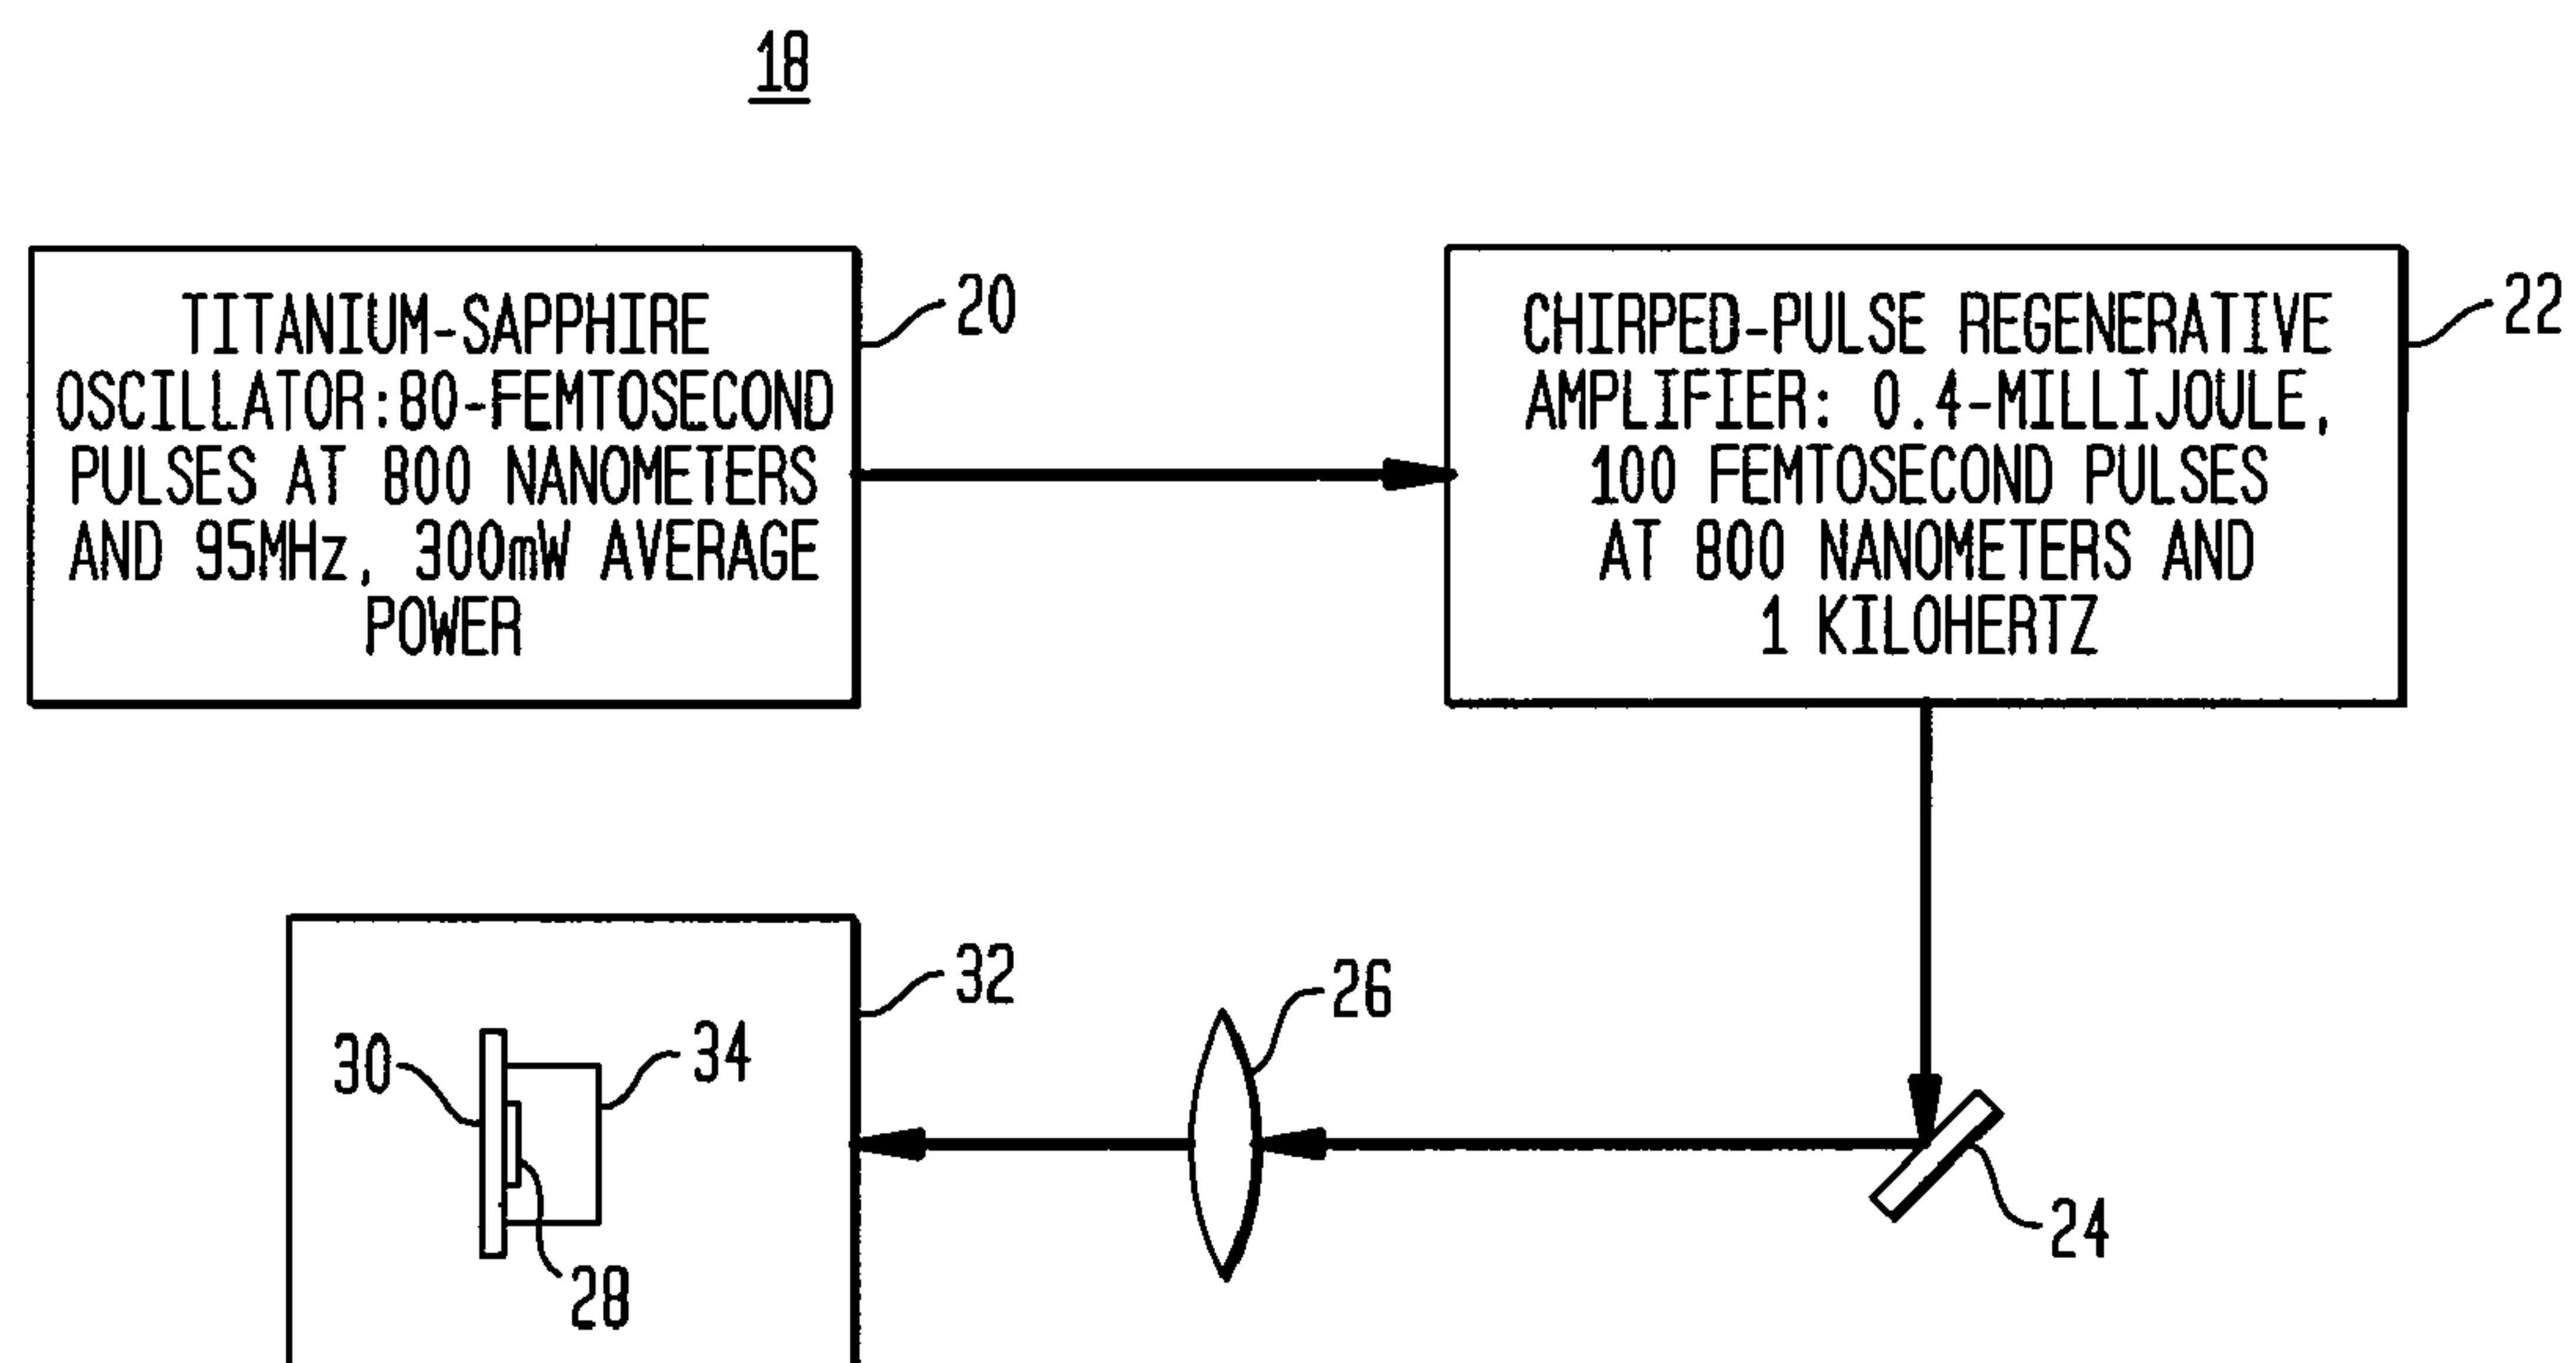 18
TITANIUM-SAPPHIRE
OSCILLATOR:80-FEMTOSECOND
PULSES AT 800 NANOMETERS
AND 95MHz, 300mW AVERAGE
POWER
20
CHIRPED-PULSE REGENERATIVE
AMPLIFIER: 0.4-MILLIJOULE,
100 FEMTOSECOND PULSES
AT 800 NANOMETERS AND
1 KILOHERTZ
22
32
26
30
34
24
28